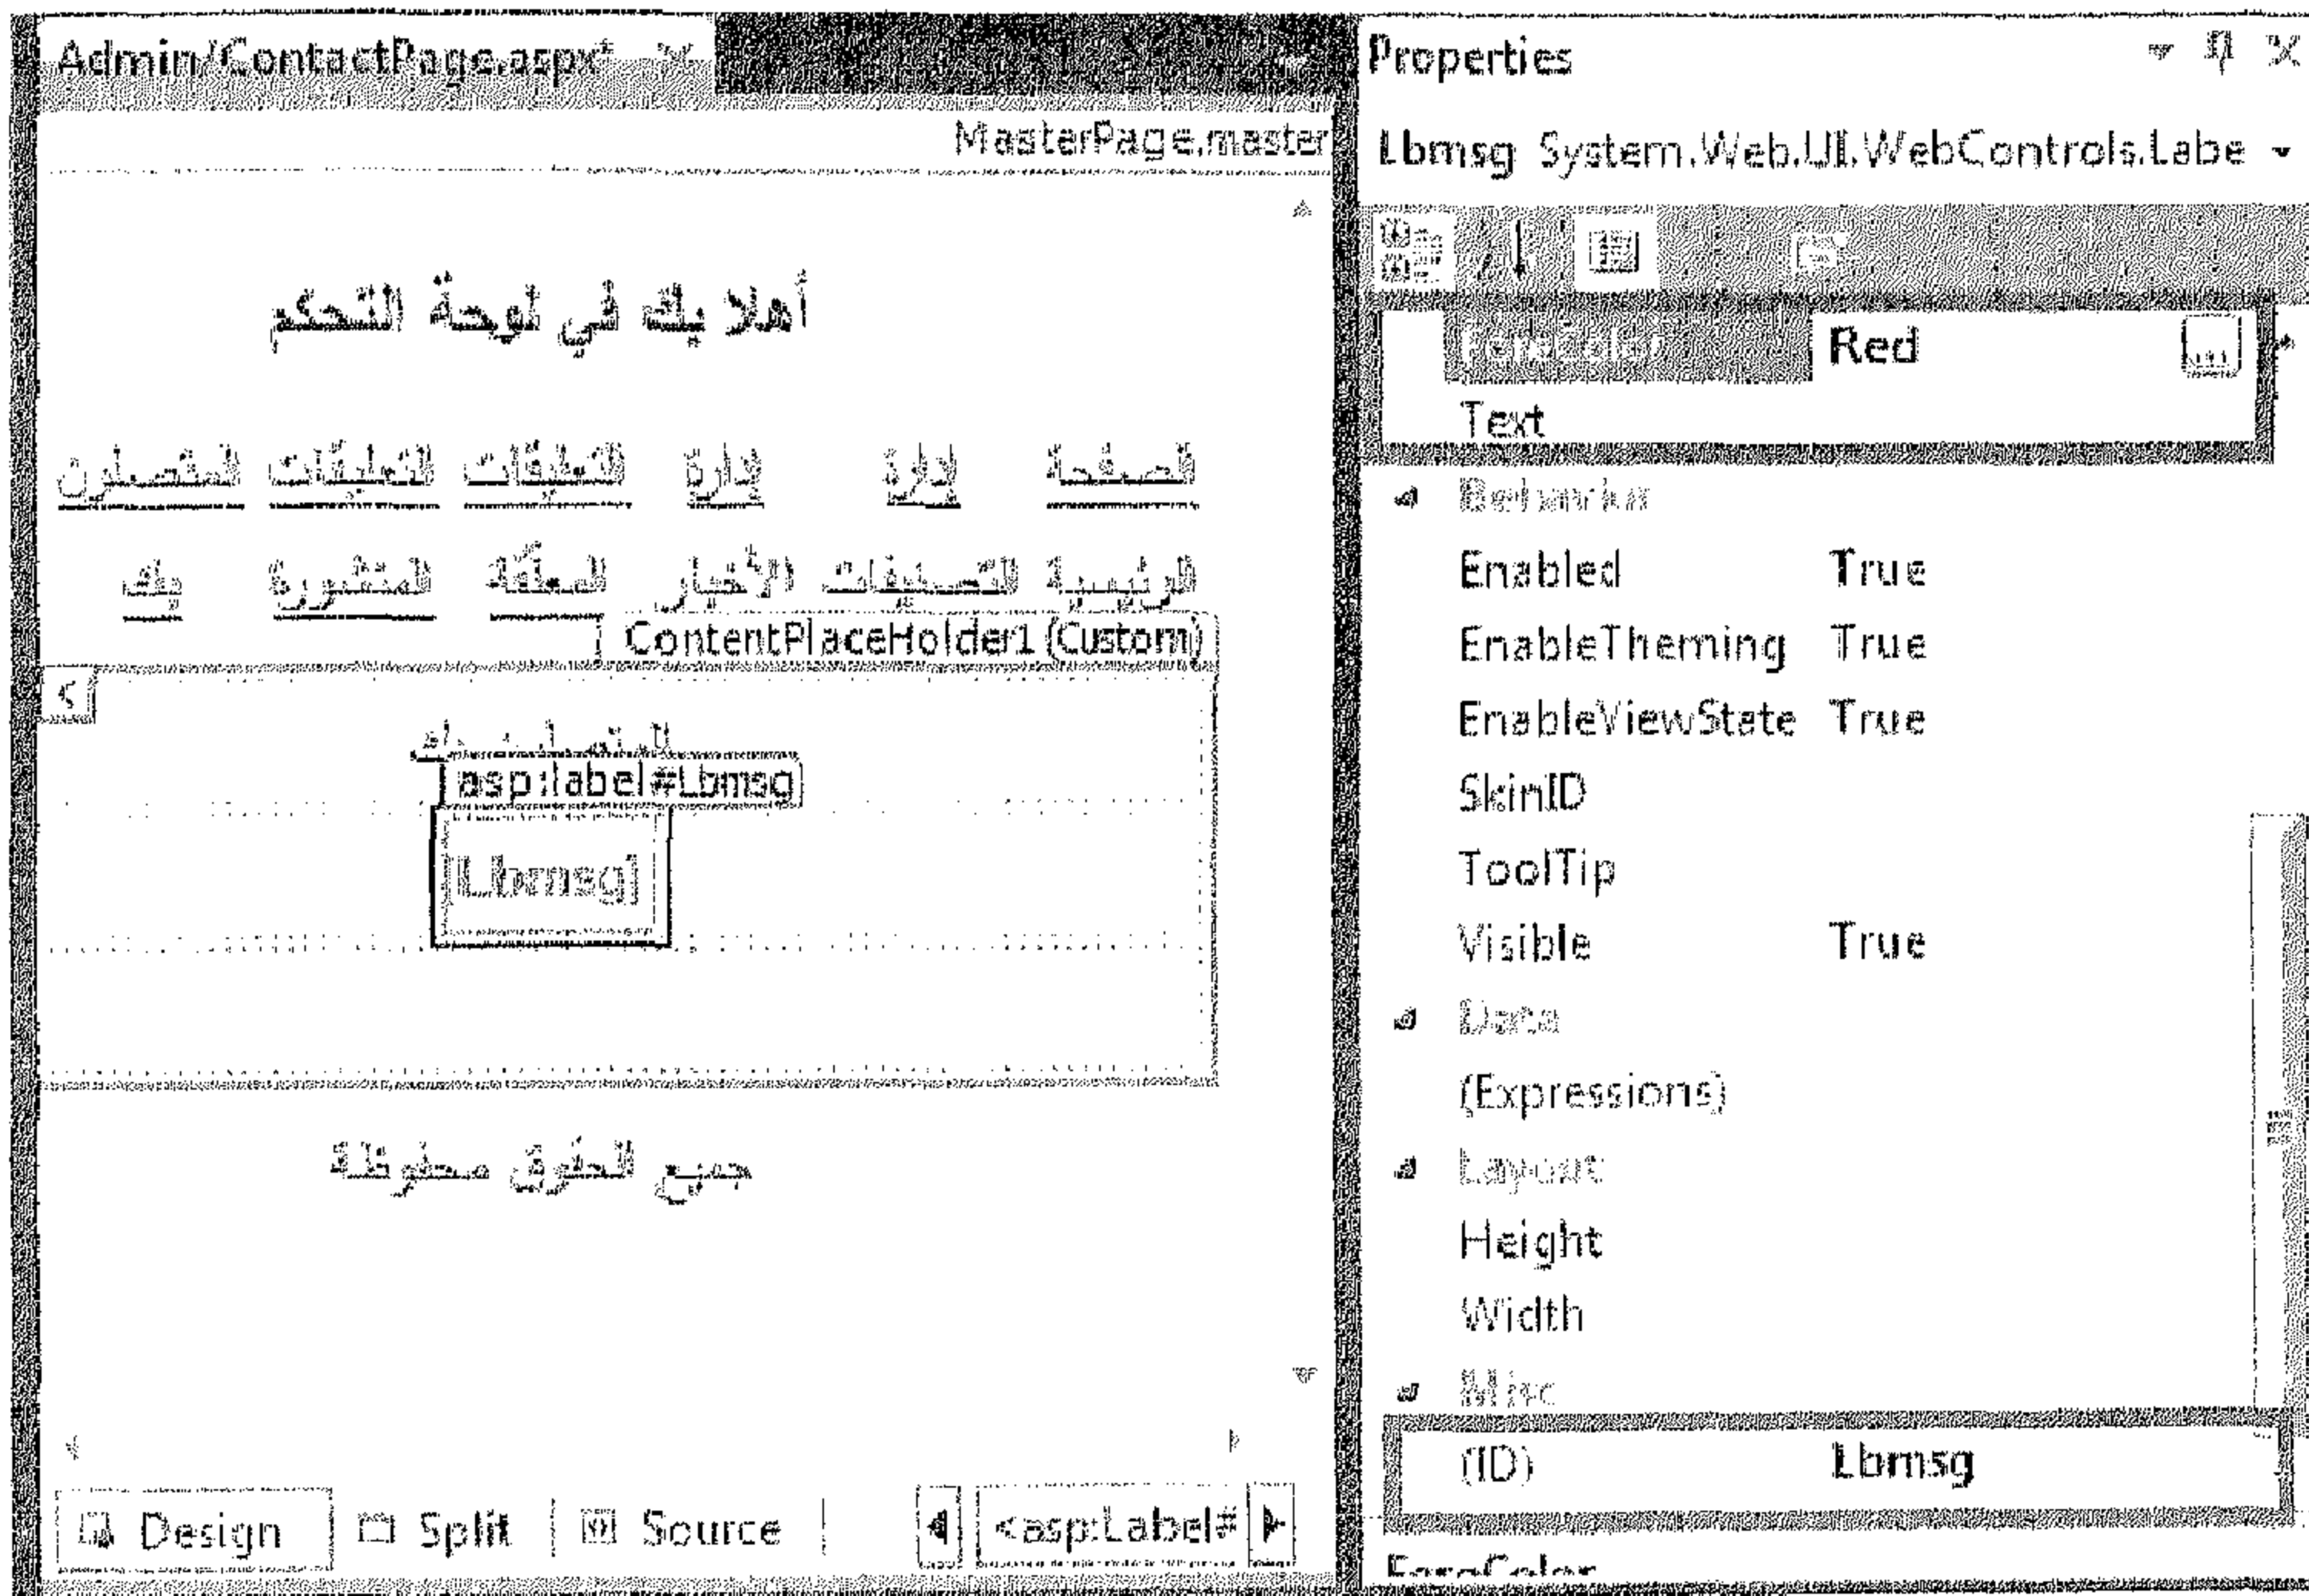 Admin/ContactPage.aspx*
MasterPage.master
أهلا بك في لوحة التحكم
الصفحة إدارة إدارة التعليقات التعليقات المتصلون
الرئيسية التصنيفات الأخبار المعلقة المنشورة بك
ContentPlaceHolder1 (Custom)
asp:label#Lbmsg
[Lbmsg]
جميع الحقوق محفوظة
Design
Split
Source
<asp:Label#
Properties
Lbmsg System.Web.UI.WebControls.Labe
ForeColor Red
Text
Behavior
Enabled True
EnableTheming True
EnableViewState True
SkinID
ToolTip
Visible True
Data
(Expressions)
Layout
Height
Width
Misc
(ID) Lbmsg
ForeColor